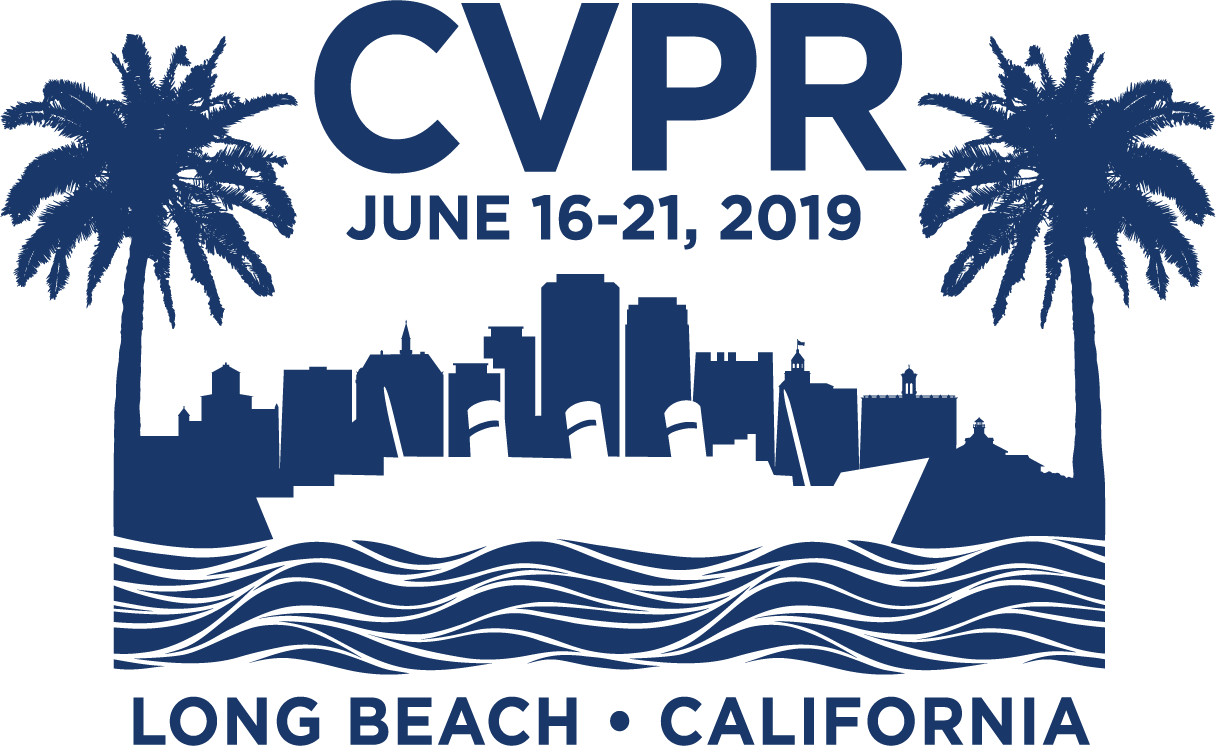 CVPR
JUNE 16-21, 2019
LONG BEACH • CALIFORNIA